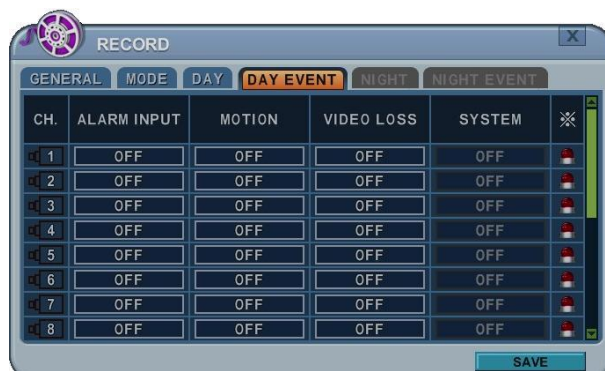 RECORD X
GENERAL MODE DAY DAY EVENT NIGHT NIGHT EVENT
CH. ALARM INPUT MOTION VIDEO LOSS SYSTEM ※
1 OFF OFF OFF OFF
2 OFF OFF OFF OFF
3 OFF OFF OFF OFF
4 OFF OFF OFF OFF
5 OFF OFF OFF OFF
6 OFF OFF OFF OFF
7 OFF OFF OFF OFF
8 OFF OFF OFF OFF
SAVE